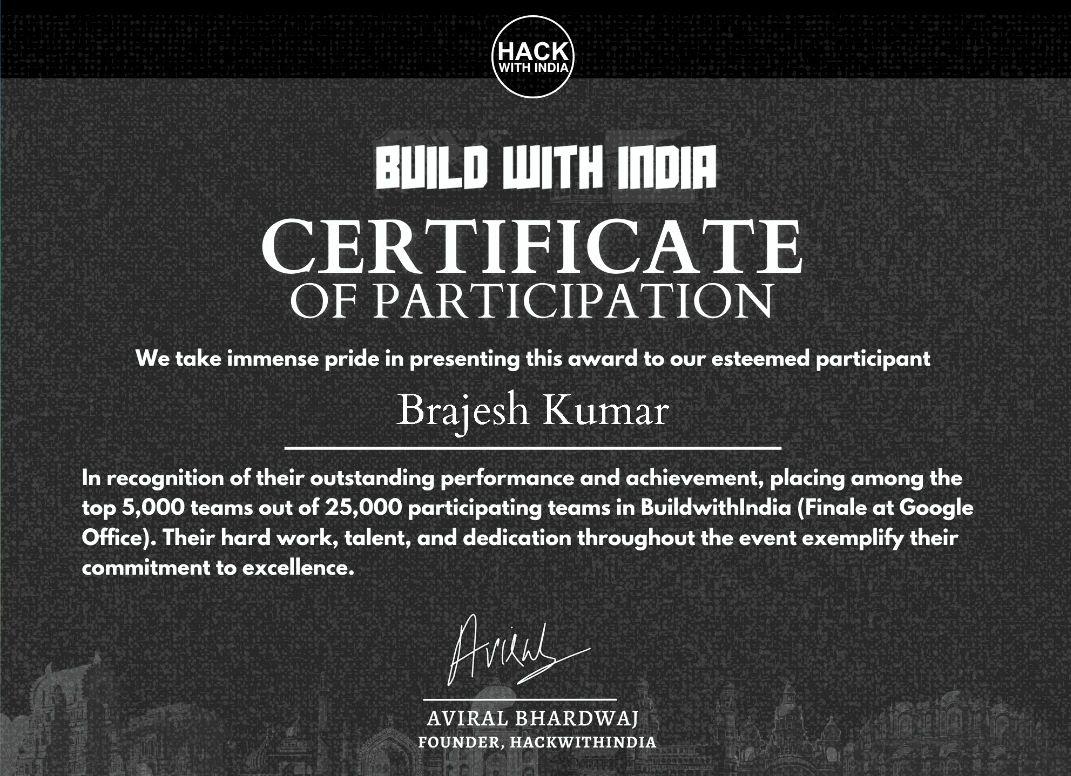 HACK
WITH INDIA
BUILD WITH INDIA
CERTIFICATE
OF PARTICIPATION
We take immense pride in presenting this award to our esteemed participant
Brajesh Kumar
In recognition of their outstanding performance and achievement, placing among the
top 5,000 teams out of 25,000 participating teams in BuildwithIndia (Finale at Google
Office). Their hard work, talent, and dedication throughout the event exemplify their
commitment to excellence.
Aviral
AVIRAL BHARDWAJ
FOUNDER, HACKWITHINDIA